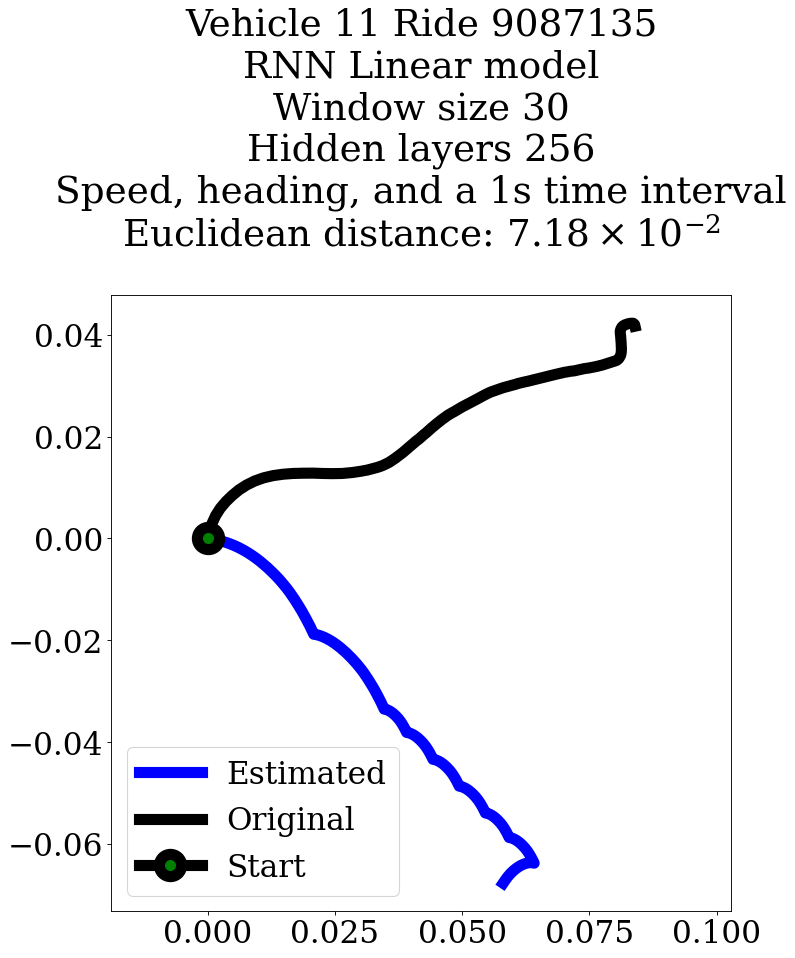 Vehicle 11 Ride 9087135
RNN Linear model
Window size 30
Hidden layers 256
Speed, heading, and a 1s time interval
Euclidean distance: 7.18 × 10⁻²
0.04
0.02
0.00
−0.02
−0.04
−0.06
Estimated
Original
Start
0.000 0.025 0.050 0.075 0.100